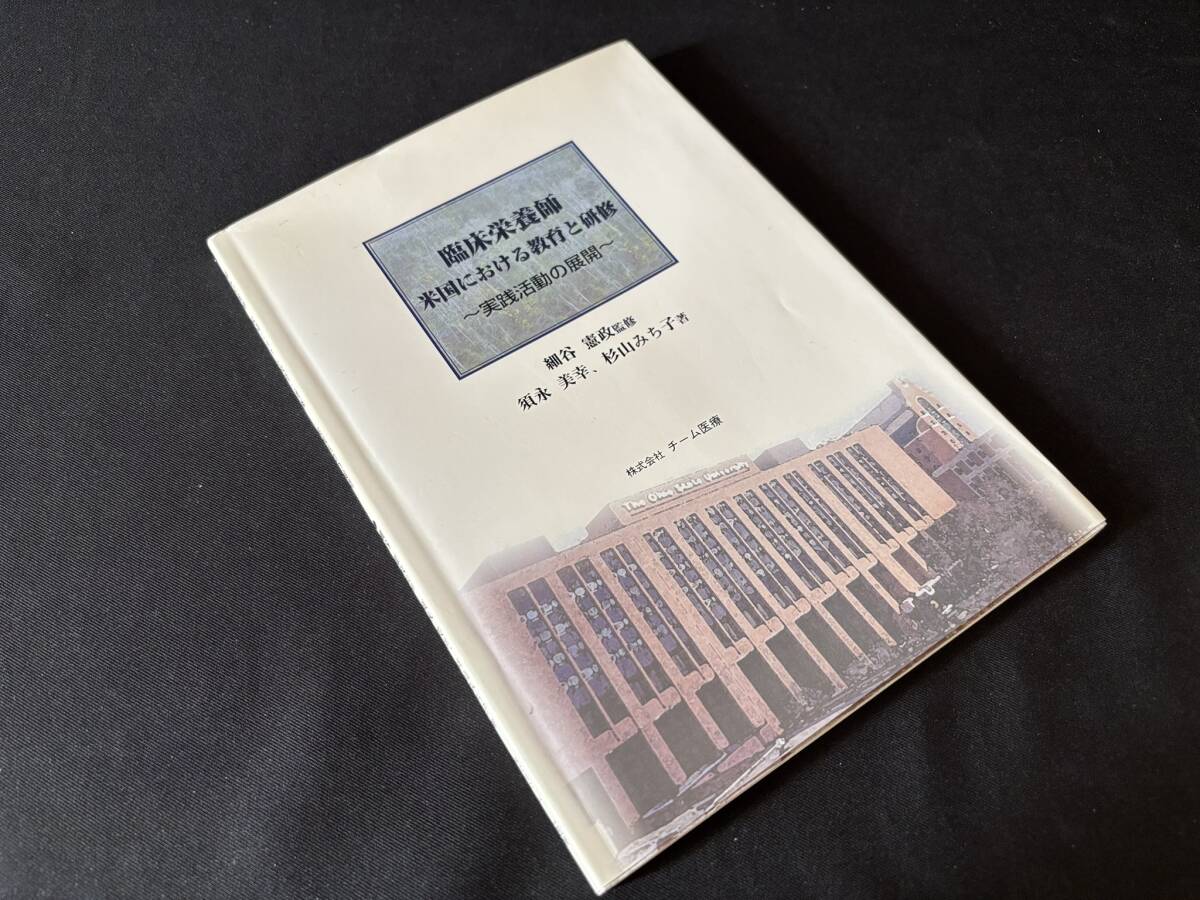 臨床栄養師
米国における教育と研修
～実践活動の展開～
細谷 憲政監修
須永 美幸、杉山みち子著
株式会社 チーム医療
The Ohio State University